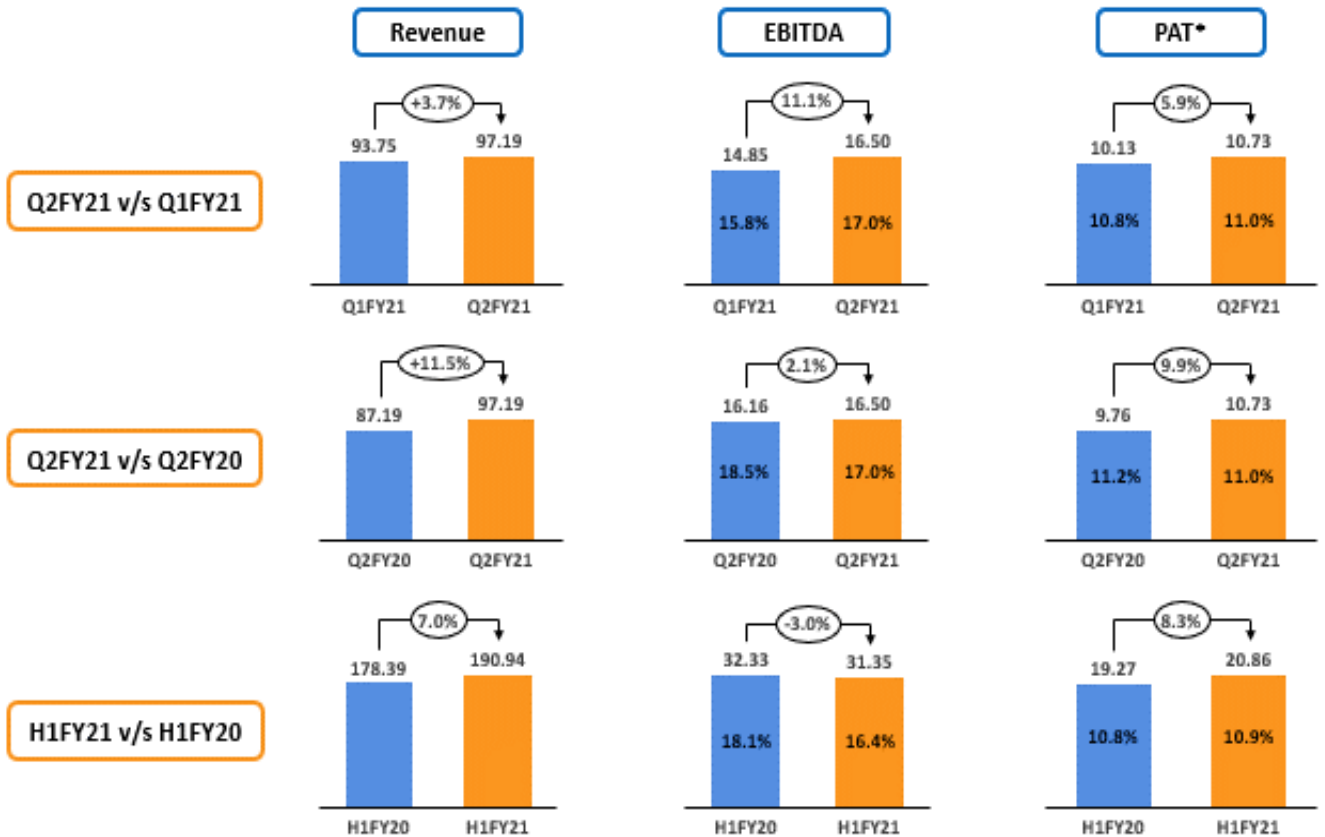 Revenue
EBITDA
PAT*
Q2FY21 v/s Q1FY21
+3.7%
93.75
97.19
Q1FY21
Q2FY21
11.1%
14.85
16.50
15.8%
17.0%
Q1FY21
Q2FY21
5.9%
10.13
10.73
10.8%
11.0%
Q1FY21
Q2FY21
Q2FY21 v/s Q2FY20
+11.5%
87.19
97.19
Q2FY20
Q2FY21
2.1%
16.16
16.50
18.5%
17.0%
Q2FY20
Q2FY21
9.9%
9.76
10.73
11.2%
11.0%
Q2FY20
Q2FY21
H1FY21 v/s H1FY20
7.0%
178.39
190.94
H1FY20
H1FY21
-3.0%
32.33
31.35
18.1%
16.4%
H1FY20
H1FY21
8.3%
19.27
20.86
10.8%
10.9%
H1FY20
H1FY21